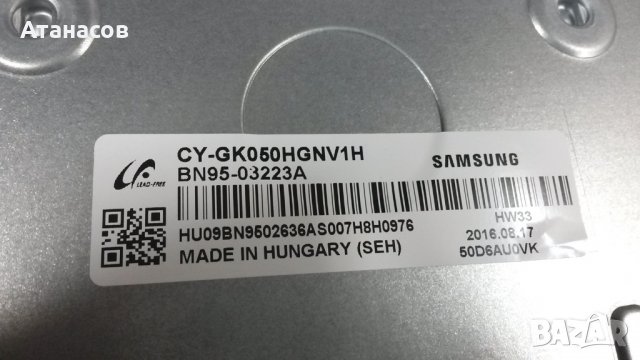 Атанасов
CY-GK050HGNV1H
SAMSUNG
BN95-03223A
LEAD-FREE
HW33
HU09BN9502636AS007H8H0976
2016.08.17
MADE IN HUNGARY (SEH)
50D6AU0VK
BAZAR